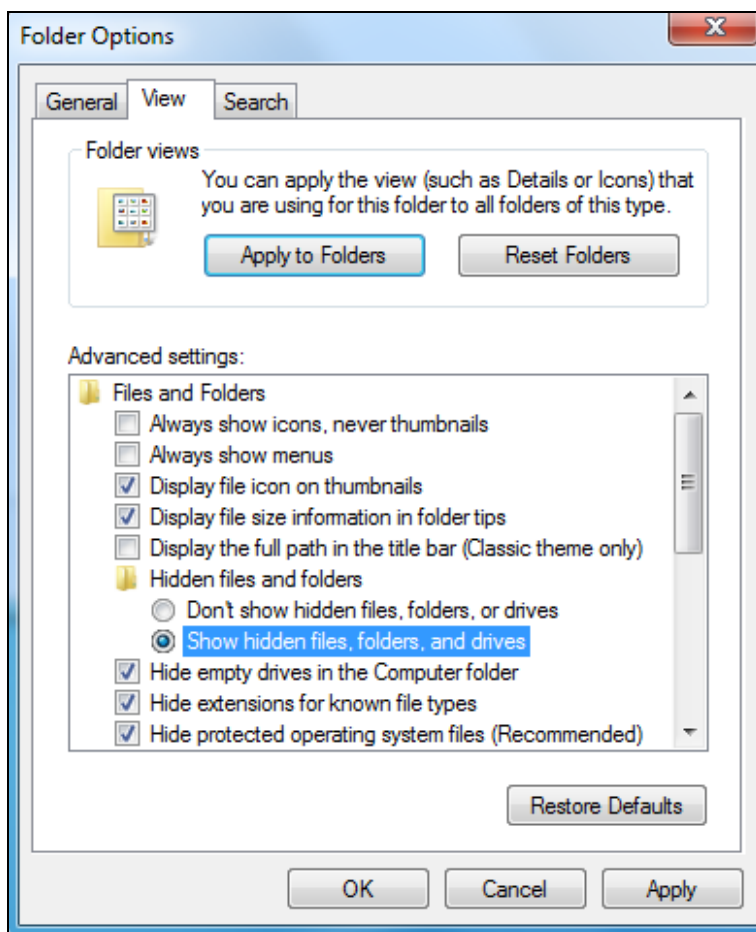 Folder Options
General View Search
Folder views
You can apply the view (such as Details or Icons) that
you are using for this folder to all folders of this type.
Apply to Folders Reset Folders
Advanced settings:
Files and Folders
Always show icons, never thumbnails
Always show menus
Display file icon on thumbnails
Display file size information in folder tips
Display the full path in the title bar (Classic theme only)
Hidden files and folders
Don't show hidden files, folders, or drives
Show hidden files, folders, and drives
Hide empty drives in the Computer folder
Hide extensions for known file types
Hide protected operating system files (Recommended)
Restore Defaults
OK Cancel Apply